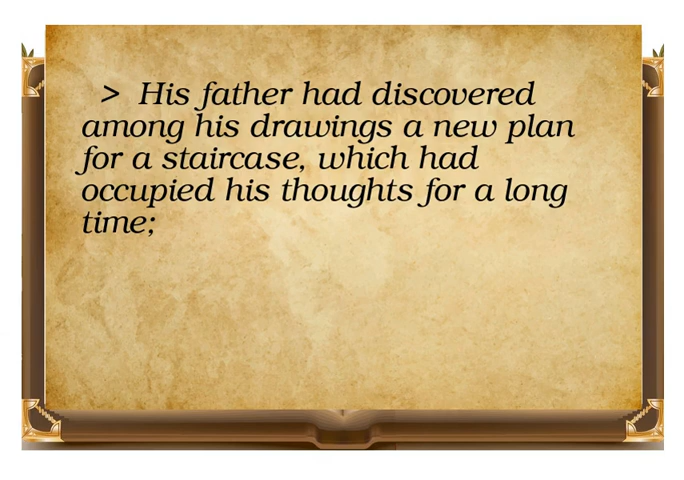 > His father had discovered
among his drawings a new plan
for a staircase, which had
occupied his thoughts for a long
time;